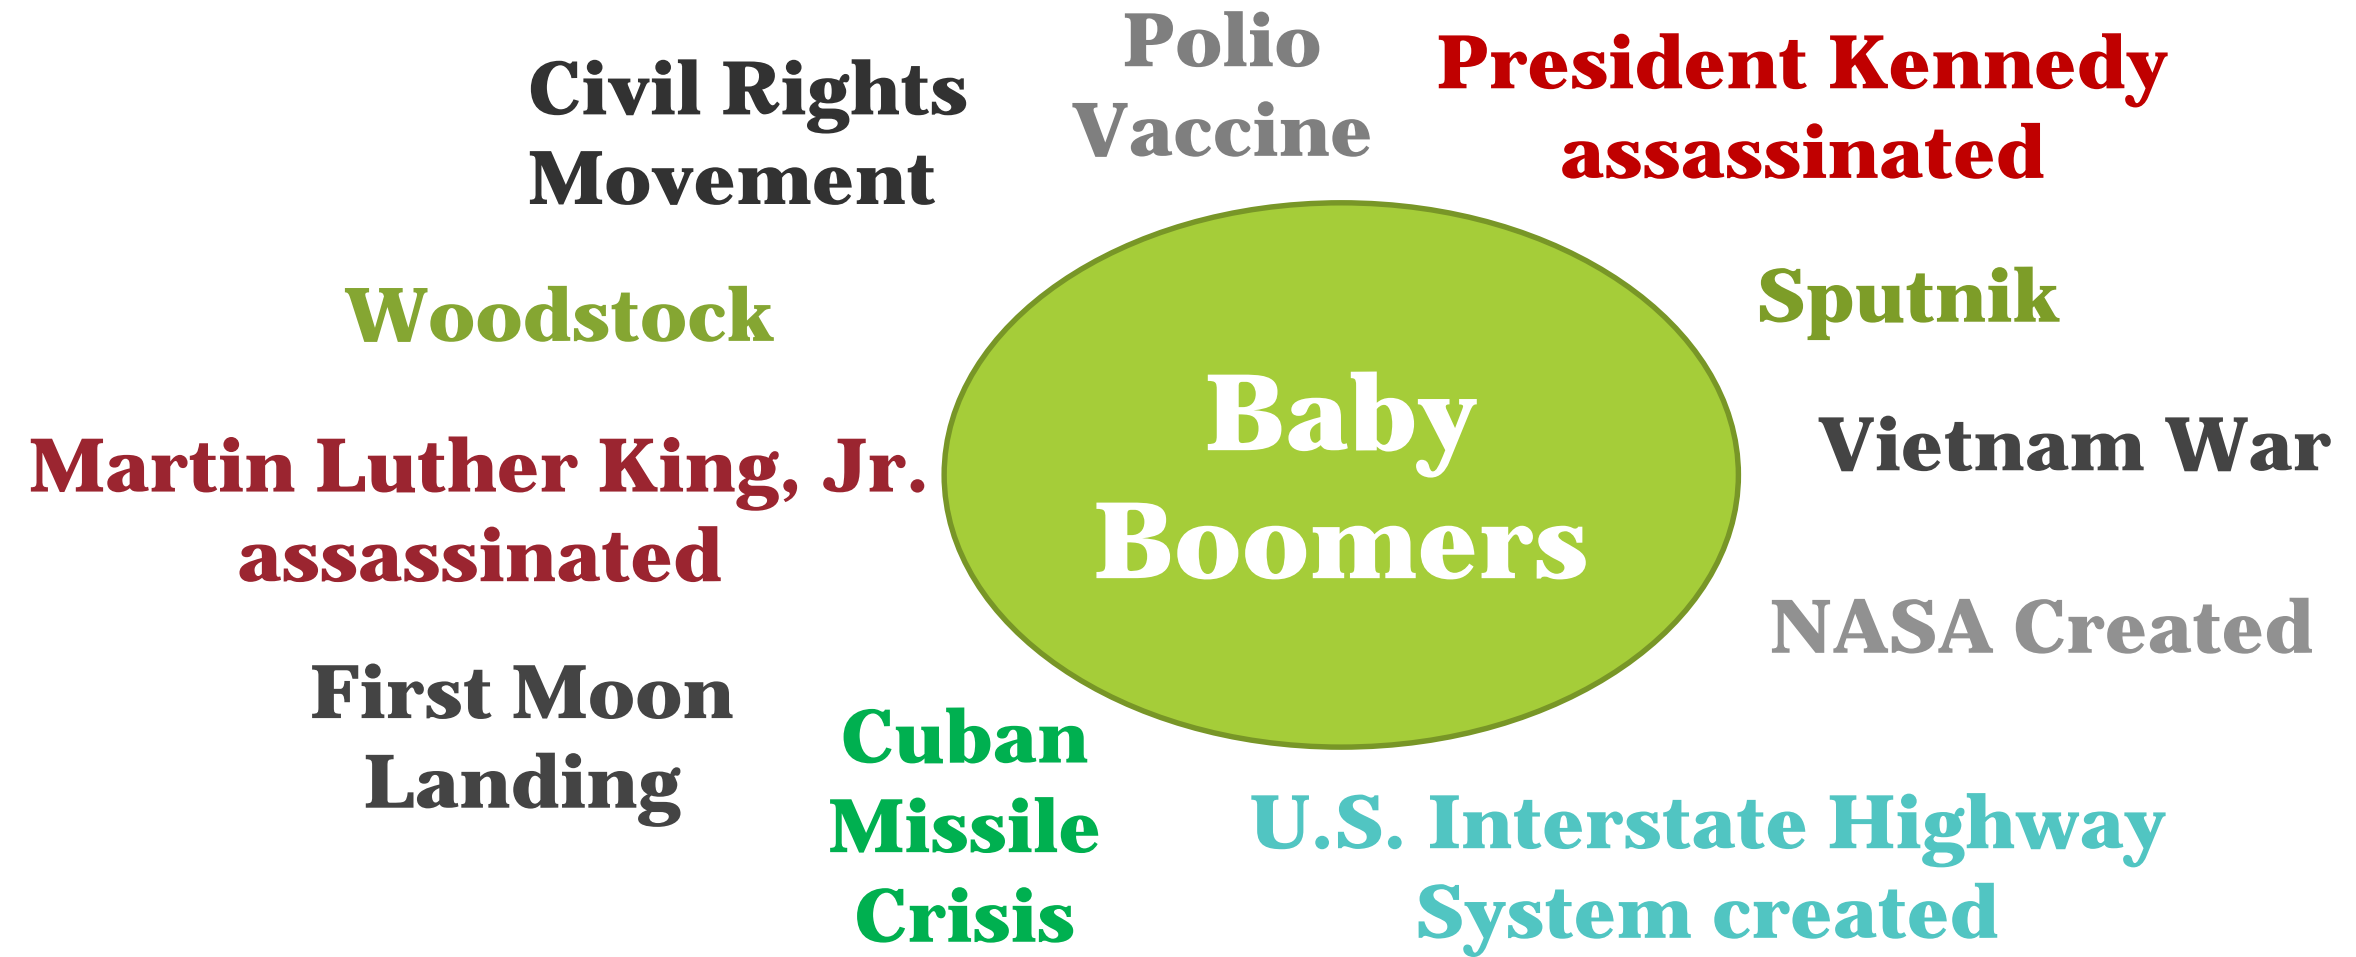 Polio
Vaccine
President Kennedy
assassinated
Civil Rights
Movement
Woodstock
Sputnik
Baby
Boomers
Martin Luther King, Jr.
assassinated
Vietnam War
NASA Created
First Moon
Landing
Cuban
Missile
Crisis
U.S. Interstate Highway
System created